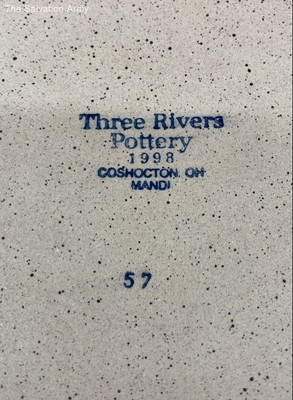 The Salvation Army
Three Rivers
Pottery
1998
COSHOCTON. OH
MANDI
57